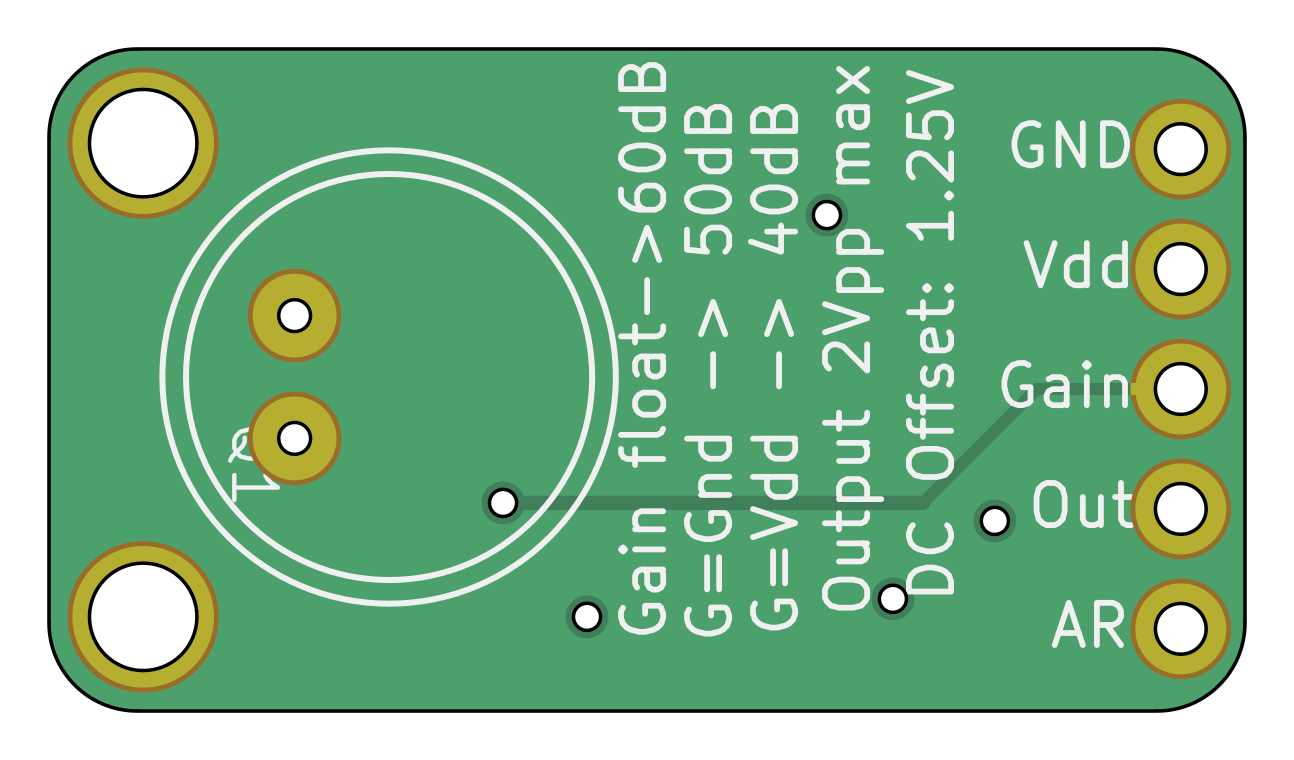 Gain float->60dB
G=Gnd -> 50dB
G=Vdd -> 40dB
Output 2Vpp max
DC Offset: 1.25V
GND
Vdd
Gain
Out
AR